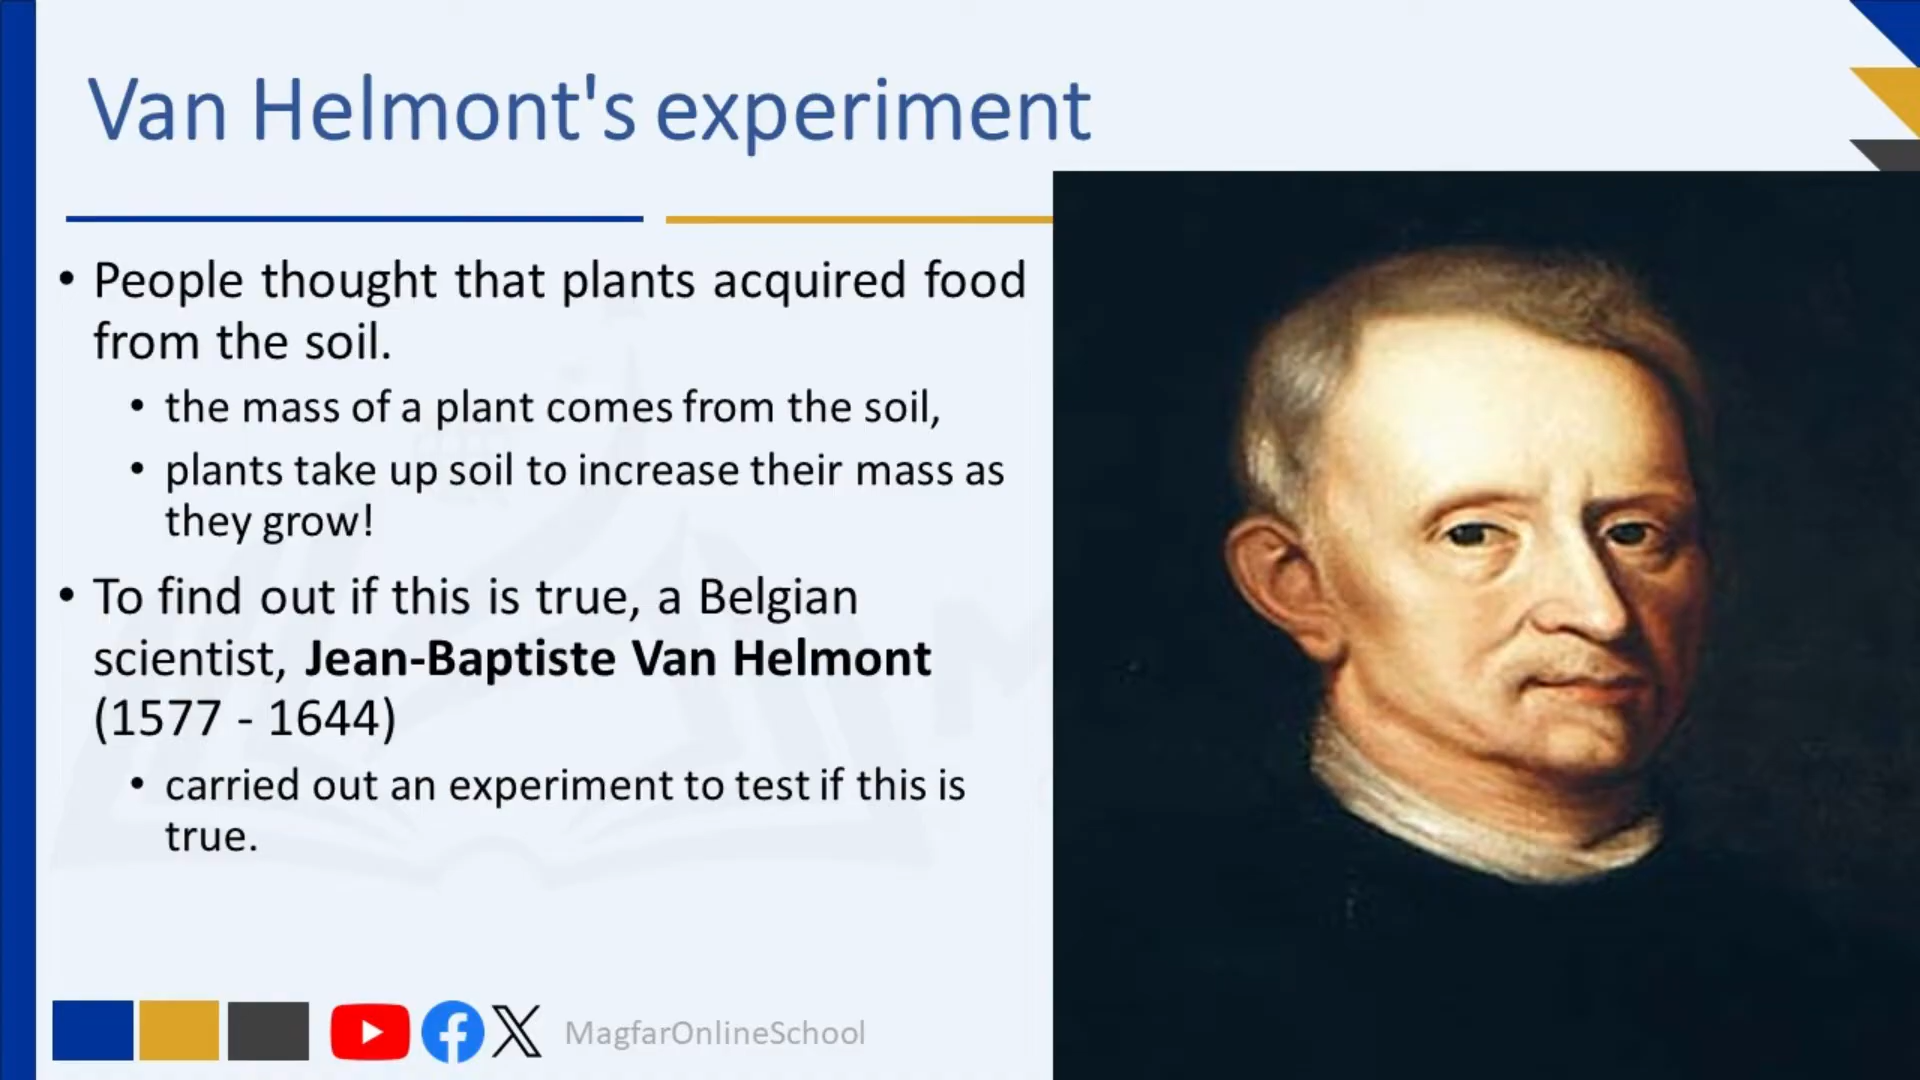 Van Helmont's experiment
• People thought that plants acquired food
from the soil.
• the mass of a plant comes from the soil,
• plants take up soil to increase their mass as
they grow!
• To find out if this is true, a Belgian
scientist, Jean-Baptiste Van Helmont
(1577 - 1644)
• carried out an experiment to test if this is
true.
MagfarOnlineSchool